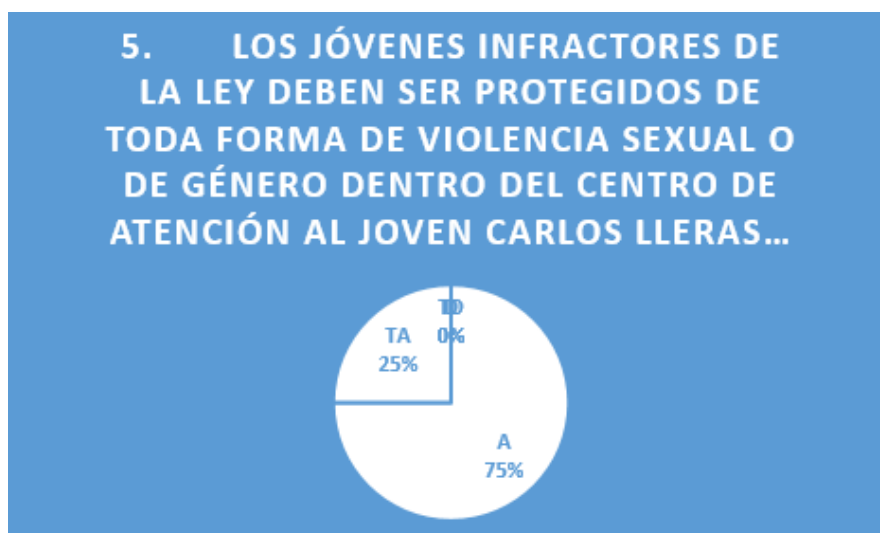 5. LOS JÓVENES INFRACTORES DE
LA LEY DEBEN SER PROTEGIDOS DE
TODA FORMA DE VIOLENCIA SEXUAL O
DE GÉNERO DENTRO DEL CENTRO DE
ATENCIÓN AL JOVEN CARLOS LLERAS...
TA
25%
0%
A
75%